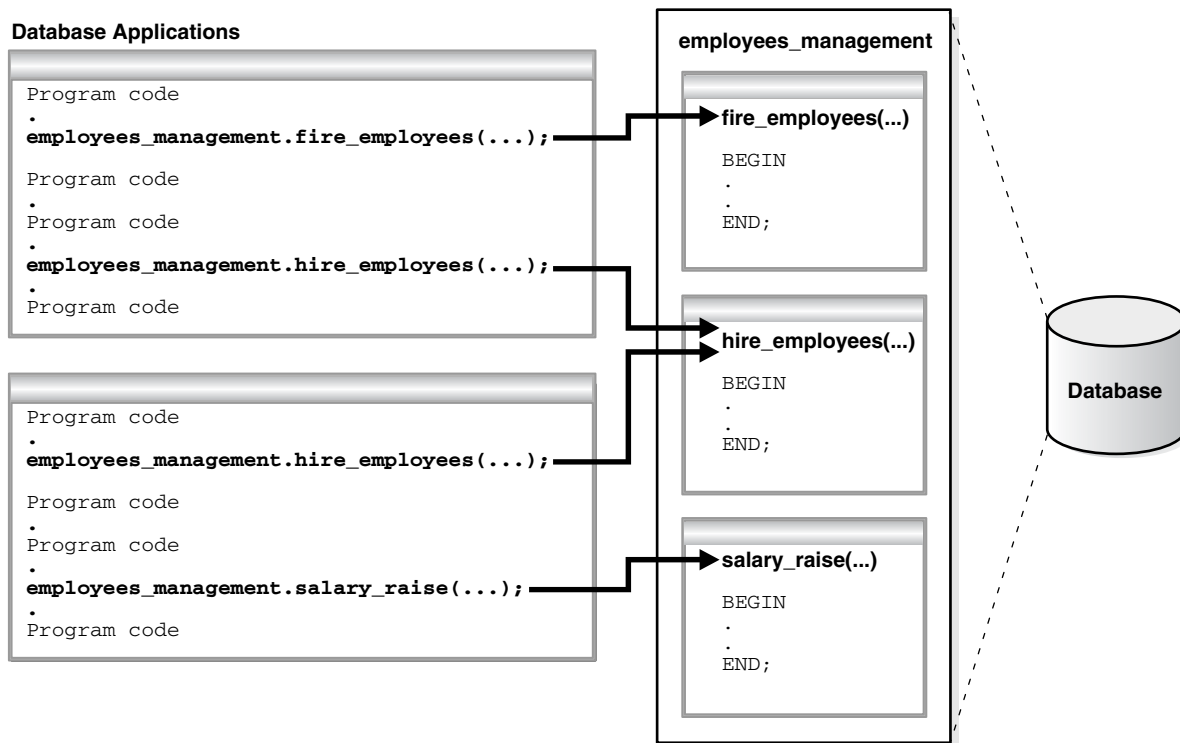 Database Applications
Program code
.
employees_management.fire_employees(...);
Program code
.
Program code
.
employees_management.hire_employees(...);
.
Program code
Program code
.
employees_management.hire_employees(...);
Program code
.
Program code
.
employees_management.salary_raise(...);
.
Program code
employees_management
fire_employees(...)
BEGIN
.
.
END;
hire_employees(...)
BEGIN
.
.
END;
salary_raise(...)
BEGIN
.
.
END;
Database